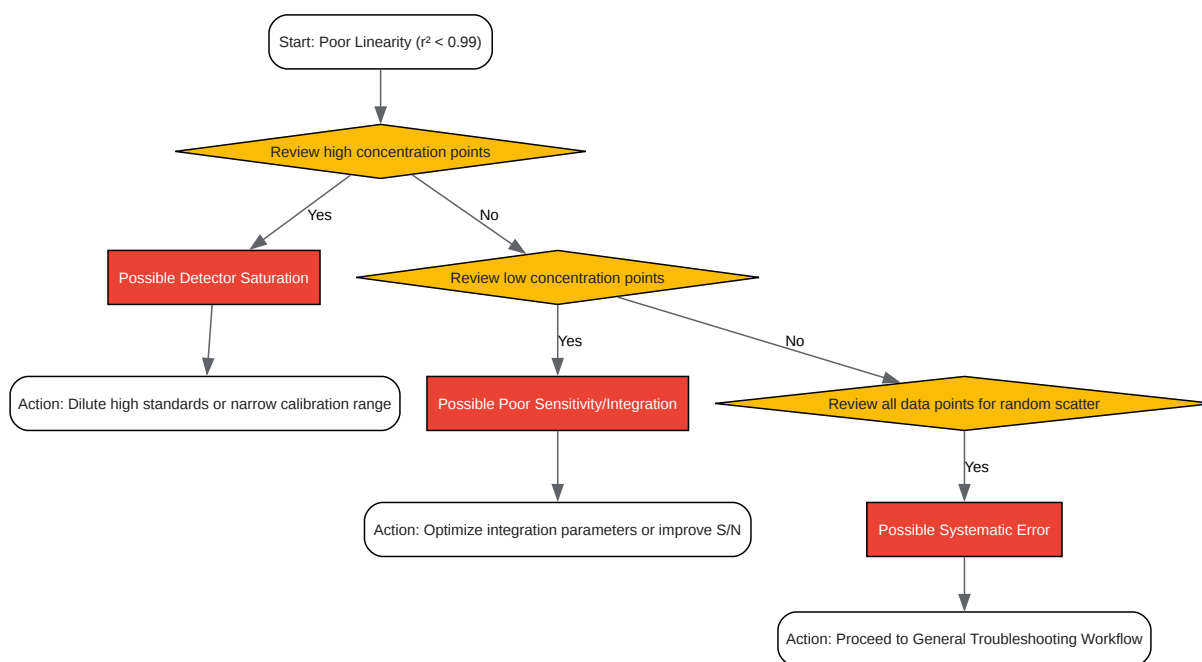 Start: Poor Linearity (r² < 0.99)
Review high concentration points
Yes
No
Possible Detector Saturation
Review low concentration points
Yes
No
Action: Dilute high standards or narrow calibration range
Possible Poor Sensitivity/Integration
Review all data points for random scatter
Yes
Action: Optimize integration parameters or improve S/N
Possible Systematic Error
Action: Proceed to General Troubleshooting Workflow